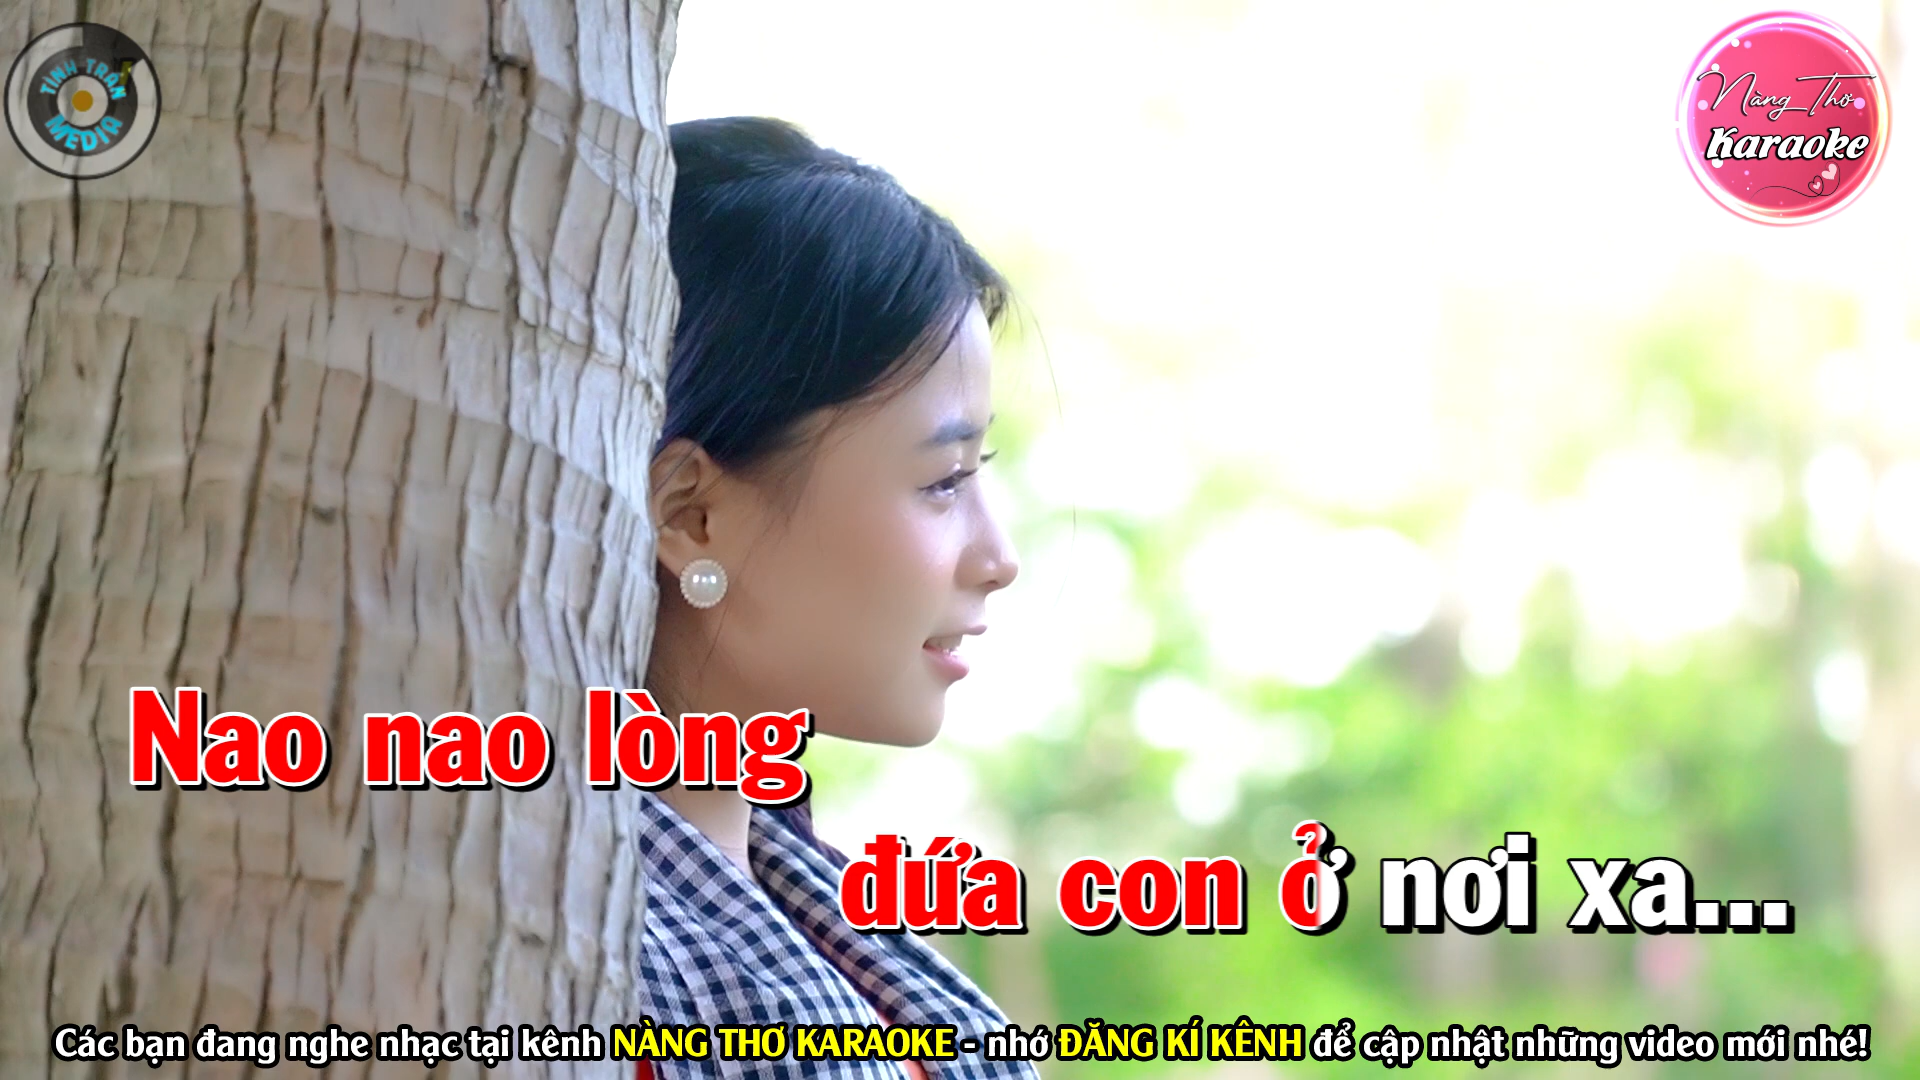 TÌNH TRẦN
MEDIA
Nàng Thơ
Karaoke
Nao nao lòng
đứa con ở nơi xa...
Các bạn đang nghe nhạc tại kênh NÀNG THƠ KARAOKE - nhớ ĐĂNG KÍ KÊNH để cập nhật những video mới nhé!